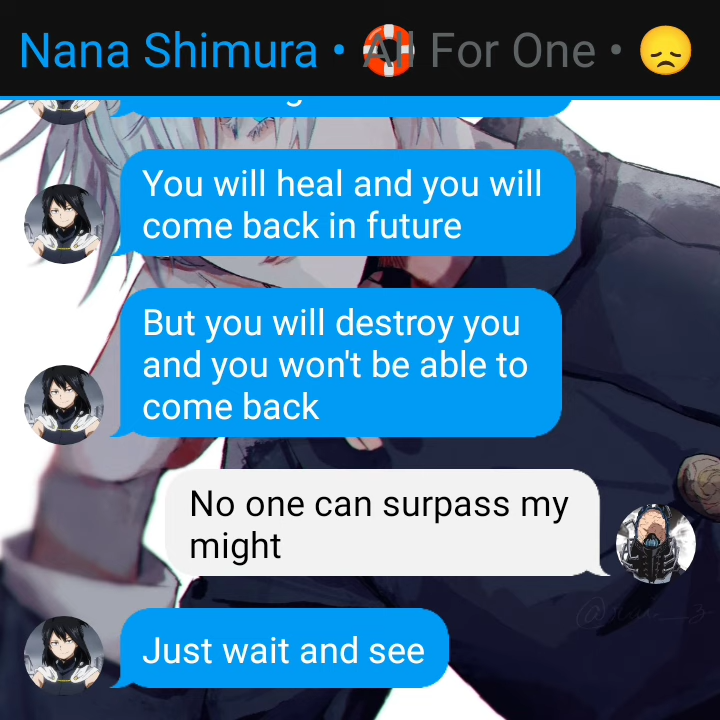 Nana Shimura • All For One •
You will heal and you will
come back in future
But you will destroy you
and you won't be able to
come back
No one can surpass my
might
Just wait and see